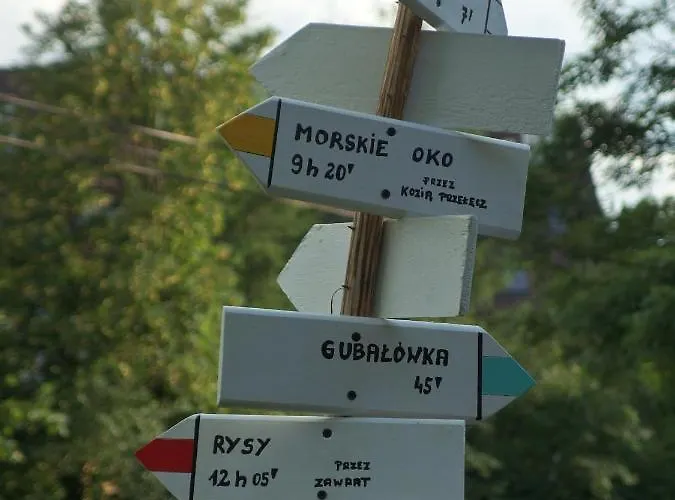 MORSKIE OKO
9 h 20'
PRZEZ
KOZIĄ PRZEŁĘCZ
GUBAŁÓWKA
45'
RYSY
12 h 05'
PRZEZ
ZAWRAT